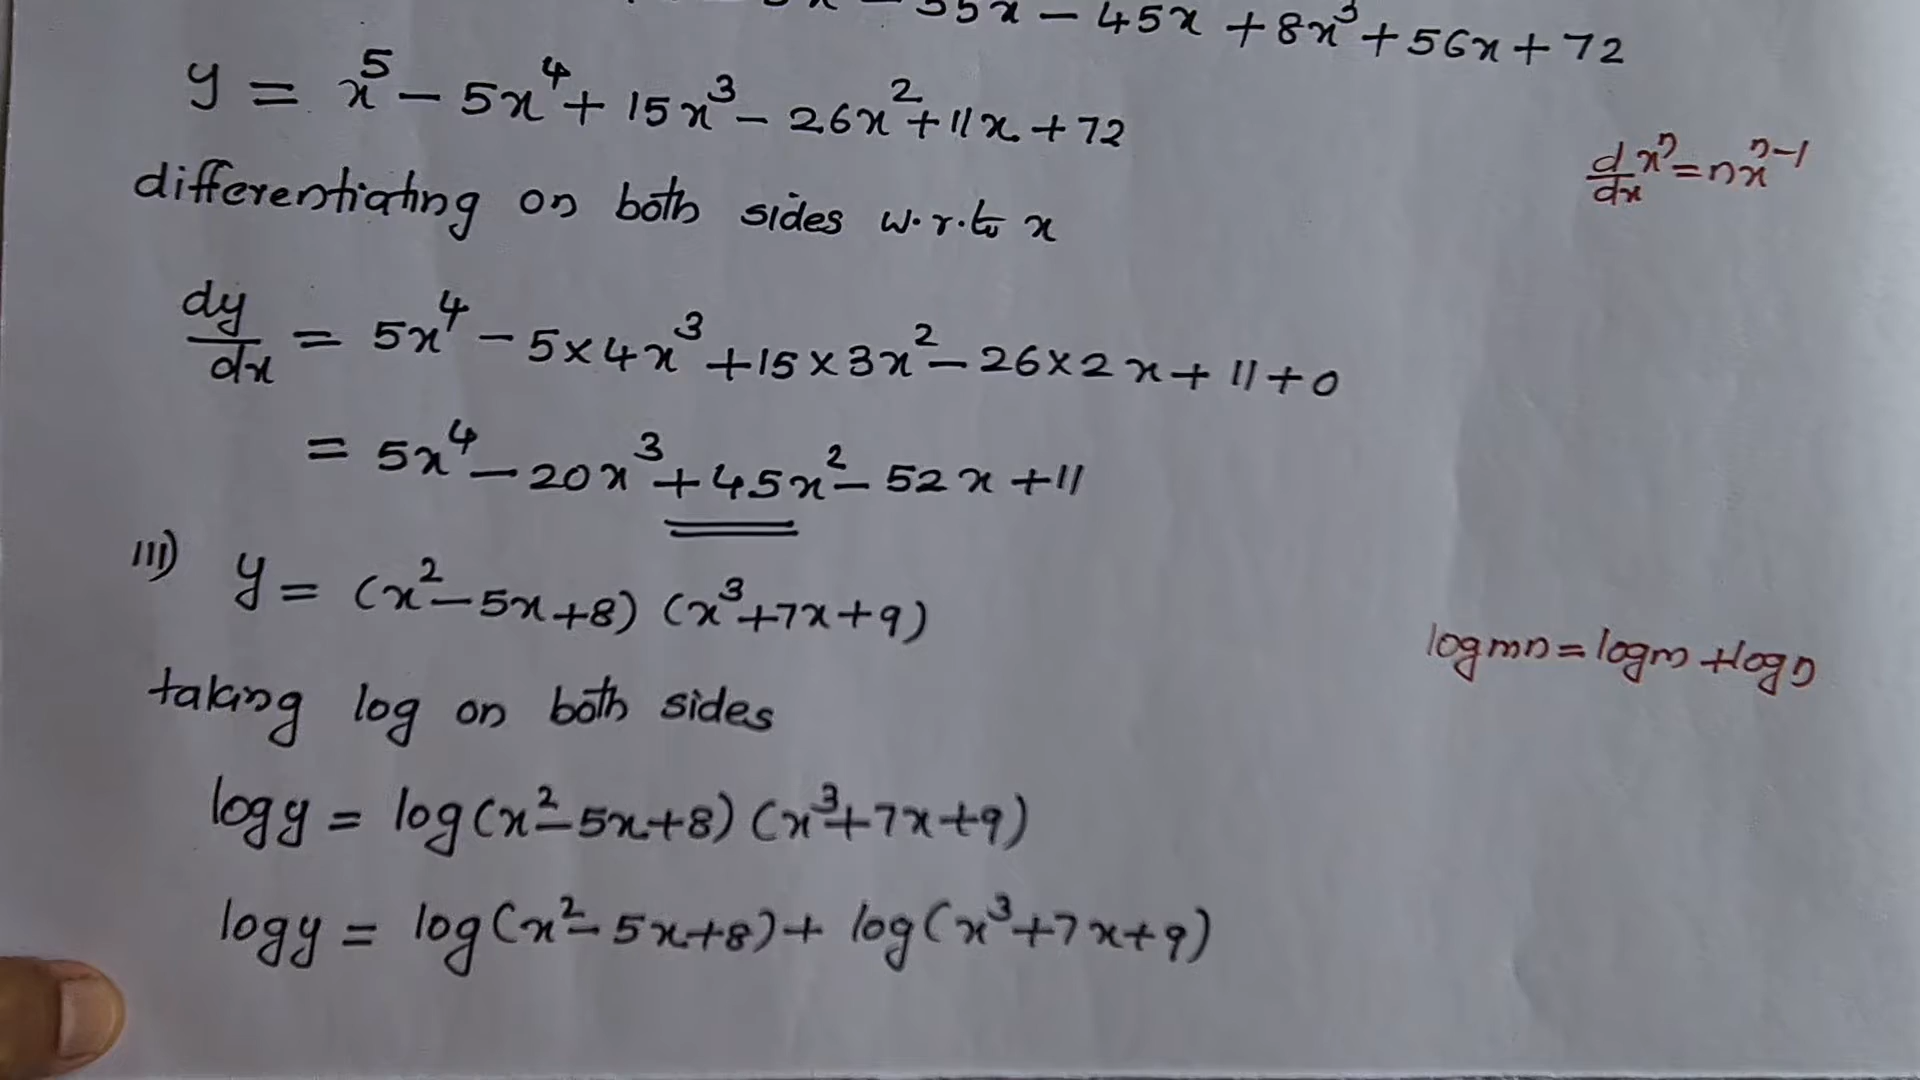 - 35x - 45x + 8x³ + 56x + 72
y = x⁵ - 5x⁴ + 15x³ - 26x² + 11x + 72
d/dx xⁿ = nxⁿ⁻¹
differentiating on both sides w.r.to x
dy/dx = 5x⁴ - 5×4x³ + 15×3x² - 26×2x + 11 + 0
= 5x⁴ - 20x³ + 45x² - 52x + 11
III) y = (x² - 5x + 8) (x³ + 7x + 9)
log mn = log m + log n
taking log on both sides
log y = log (x² - 5x + 8) (x³ + 7x + 9)
log y = log (x² - 5x + 8) + log (x³ + 7x + 9)